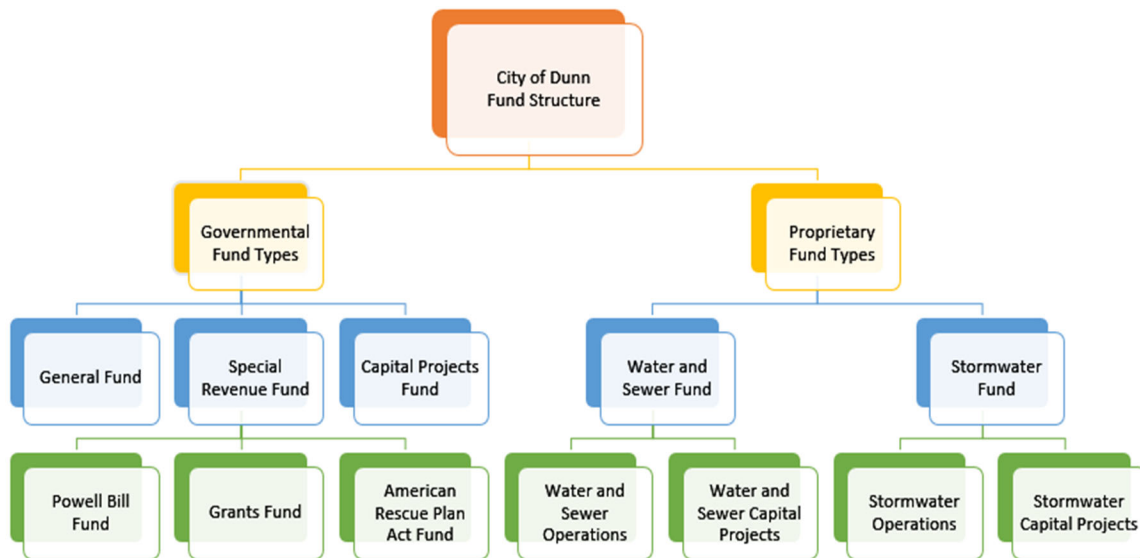 City of Dunn
Fund Structure
Governmental
Fund Types
Proprietary
Fund Types
General Fund
Special
Revenue Fund
Capital Projects
Fund
Water and
Sewer Fund
Stormwater
Fund
Powell Bill
Fund
Grants Fund
American
Rescue Plan
Act Fund
Water and
Sewer
Operations
Water and
Sewer Capital
Projects
Stormwater
Operations
Stormwater
Capital Projects